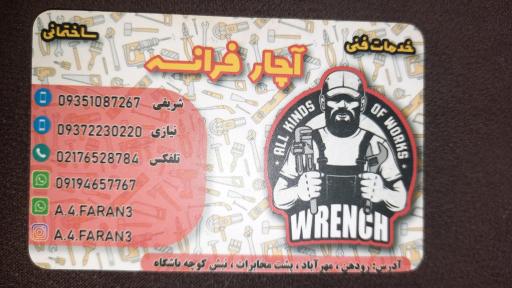 خدمات فنی
ساختمانی
آچار فرانسه
شریفی 09351087267
نیازی 09372230220
تلفکس 02176528784
09194657767
A.4.FARAN3
A.4.FARAN3
ALL KINDS OF WORKS
WRENCH
آدرس: رودهن ، مهرآباد ، پشت مخابرات ، نبش کوچه باشگاه